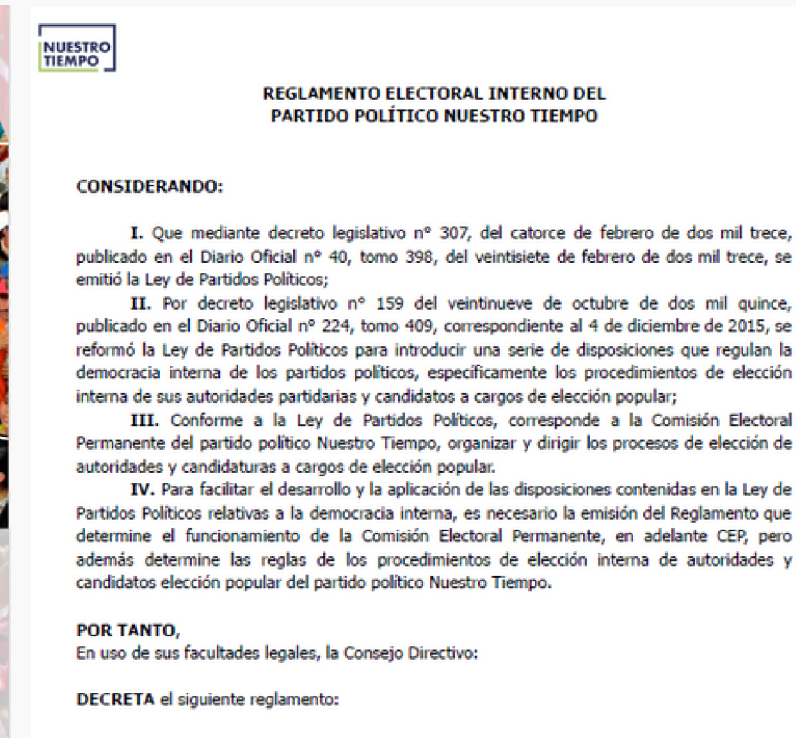 NUESTRO
TIEMPO
REGLAMENTO ELECTORAL INTERNO DEL
PARTIDO POLÍTICO NUESTRO TIEMPO
CONSIDERANDO:
I. Que mediante decreto legislativo nº 307, del catorce de febrero de dos mil trece,
publicado en el Diario Oficial nº 40, tomo 398, del veintisiete de febrero de dos mil trece, se
emitió la Ley de Partidos Políticos;
II. Por decreto legislativo nº 159 del veintinueve de octubre de dos mil quince,
publicado en el Diario Oficial nº 224, tomo 409, correspondiente al 4 de diciembre de 2015, se
reformó la Ley de Partidos Políticos para introducir una serie de disposiciones que regulan la
democracia interna de los partidos políticos, específicamente los procedimientos de elección
interna de sus autoridades partidarias y candidatos a cargos de elección popular;
III. Conforme a la Ley de Partidos Políticos, corresponde a la Comisión Electoral
Permanente del partido político Nuestro Tiempo, organizar y dirigir los procesos de elección de
autoridades y candidaturas a cargos de elección popular.
IV. Para facilitar el desarrollo y la aplicación de las disposiciones contenidas en la Ley de
Partidos Políticos relativas a la democracia interna, es necesario la emisión del Reglamento que
determine el funcionamiento de la Comisión Electoral Permanente, en adelante CEP, pero
además determine las reglas de los procedimientos de elección interna de autoridades y
candidatos elección popular del partido político Nuestro Tiempo.
POR TANTO,
En uso de sus facultades legales, la Consejo Directivo:
DECRETA el siguiente reglamento: